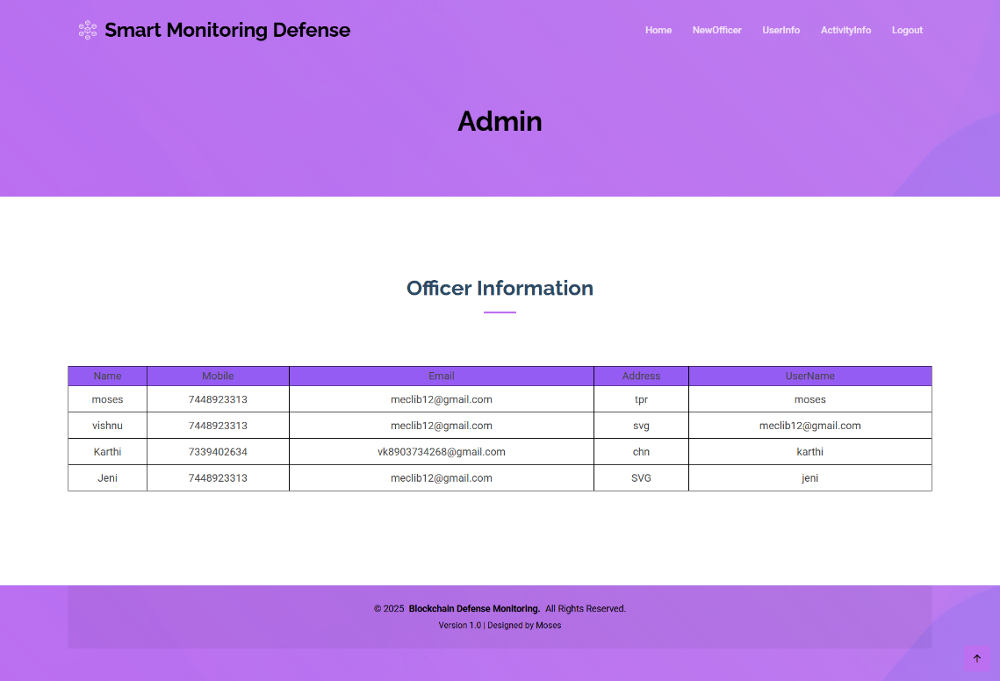 Smart Monitoring Defense
Home NewOfficer UserInfo ActivityInfo Logout
Admin
Officer Information
Name Mobile Email Address UserName
moses 7448923313 meclib12@gmail.com tpr moses
vishnu 7448923313 meclib12@gmail.com svg meclib12@gmail.com
Karthi 7339402634 vk8903734268@gmail.com chn karthi
Jeni 7448923313 meclib12@gmail.com SVG jeni
© 2025 Blockchain Defense Monitoring. All Rights Reserved.
Version 1.0 | Designed by Moses